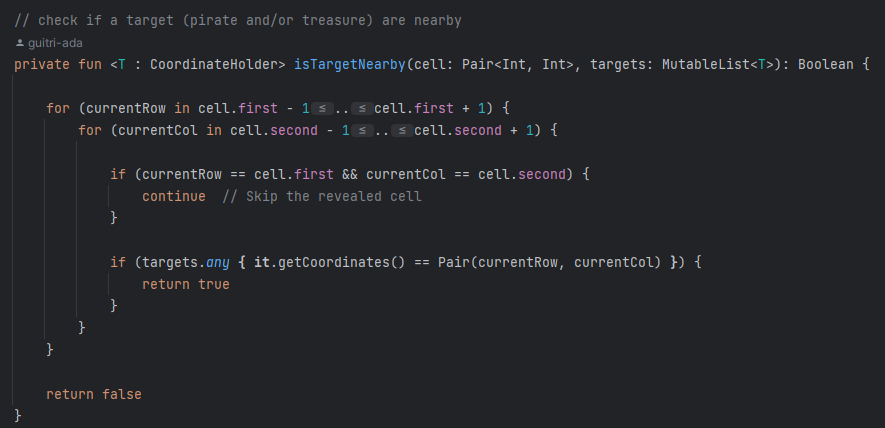 // check if a target (pirate and/or treasure) are nearby
guitri-ada
private fun <T : CoordinateHolder> isTargetNearby(cell: Pair<Int, Int>, targets: MutableList<T>): Boolean {
for (currentRow in cell.first - 1 ≤ .. ≤ cell.first + 1) {
for (currentCol in cell.second - 1 ≤ .. ≤ cell.second + 1) {
if (currentRow == cell.first && currentCol == cell.second) {
continue  // Skip the revealed cell
}
if (targets.any { it.getCoordinates() == Pair(currentRow, currentCol) }) {
return true
}
}
}
return false
}